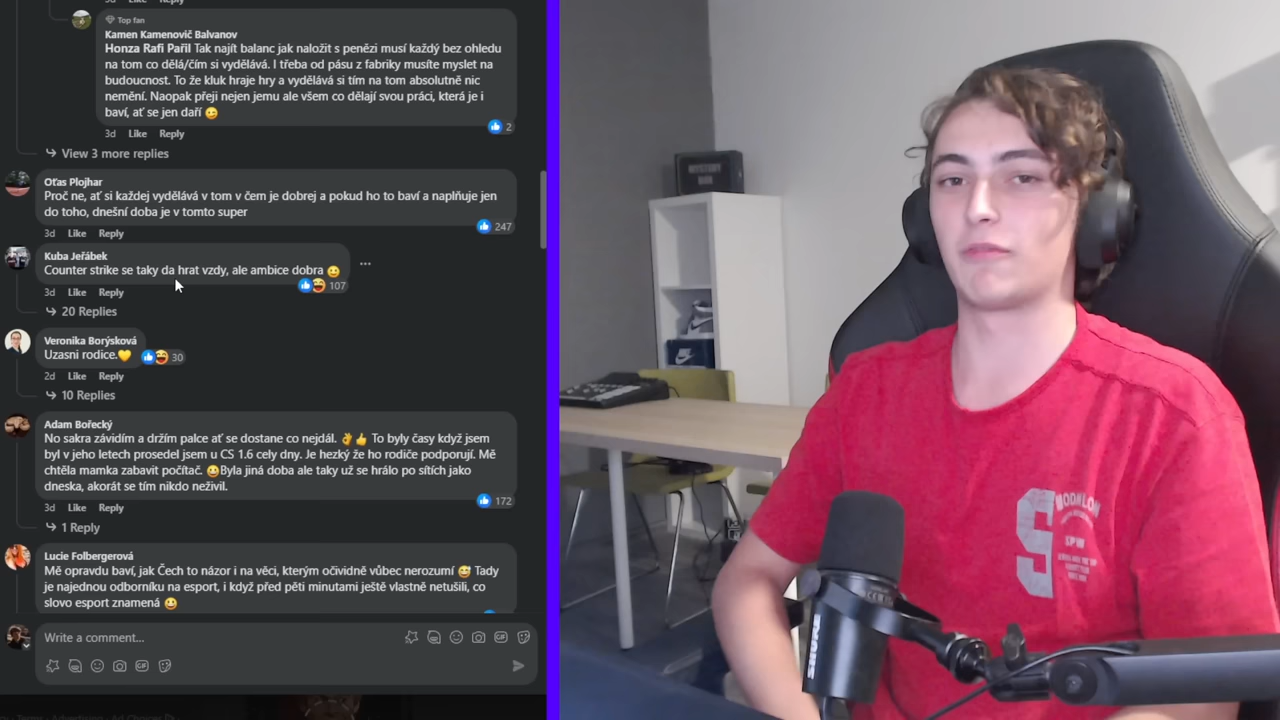 Like
Reply
Top fan
Kamen Kamenovič Balvanov
Honza Rafi Pařil Tak najít balanc jak naložit s penězi musí každý bez ohledu
na tom co dělá/čím si vydělává. I třeba od pásu z fabriky musíte myslet na
budoucnost. To že kluk hraje hry a vydělává si tím na tom absolutně nic
nemění. Naopak přeji nejen jemu ale všem co dělají svou práci, která je i
baví, ať se jen daří 😉
2
3d Like Reply
View 3 more replies
Oťas Plojhar
Proč ne, ať si každej vydělává v tom v čem je dobrej a pokud ho to baví a naplňuje jen
do toho, dnešní doba je v tomto super
247
3d Like Reply
Kuba Jeřábek
Counter strike se taky da hrat vzdy, ale ambice dobra 😀
107
3d Like Reply
20 Replies
Veronika Borýsková
Uzasni rodice.💛 30
2d Like Reply
10 Replies
Adam Bořecký
No sakra závidím a držím palce ať se dostane co nejdál. 👌👍 To byly časy když jsem
byl v jeho letech prosedel jsem u CS 1.6 cely dny. Je hezký že ho rodiče podporují. Mě
chtěla mamka zabavit počítač. 😀Byla jiná doba ale taky už se hrálo po sítích jako
dneska, akorát se tím nikdo neživil.
172
3d Like Reply
1 Reply
Lucie Folbergerová
Mě opravdu baví, jak Čech to názor i na věci, kterým očividně vůbec nerozumí 😅 Tady
je najednou odborníku na esport, i když před pěti minutami ještě vlastně netušili, co
slovo esport znamená 😀
Write a comment...
GIF
GIF
MYSTERY
BOX
S
SHURE